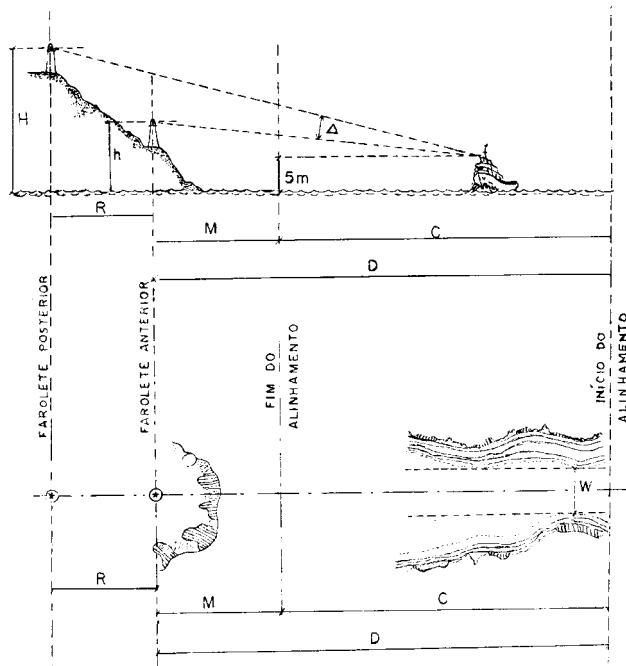 H
h
Δ
5m
R
M
C
D
FAROLETE POSTERIOR
FAROLETE ANTERIOR
FIM DO
ALINHAMENTO
INÍCIO DO
ALINHAMENTO
W
R
M
C
D